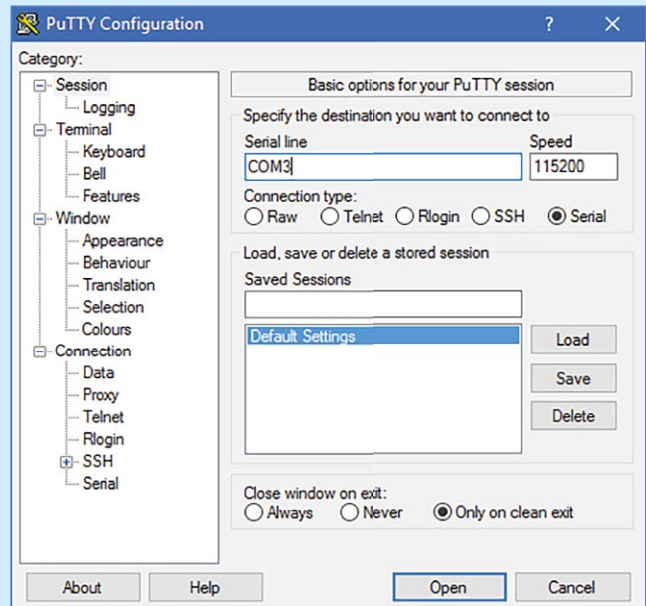 PuTTY Configuration
?
Category:
Session
Logging
Terminal
Keyboard
Bell
Features
Window
Appearance
Behaviour
Translation
Selection
Colours
Connection
Data
Proxy
Telnet
Rlogin
SSH
Serial
Basic options for your PuTTY session
Specify the destination you want to connect to
Serial line Speed
COM3 115200
Connection type:
Raw Telnet Rlogin SSH Serial
Load, save or delete a stored session
Saved Sessions
Default Settings
Load
Save
Delete
Close window on exit:
Always Never Only on clean exit
About Help Open Cancel